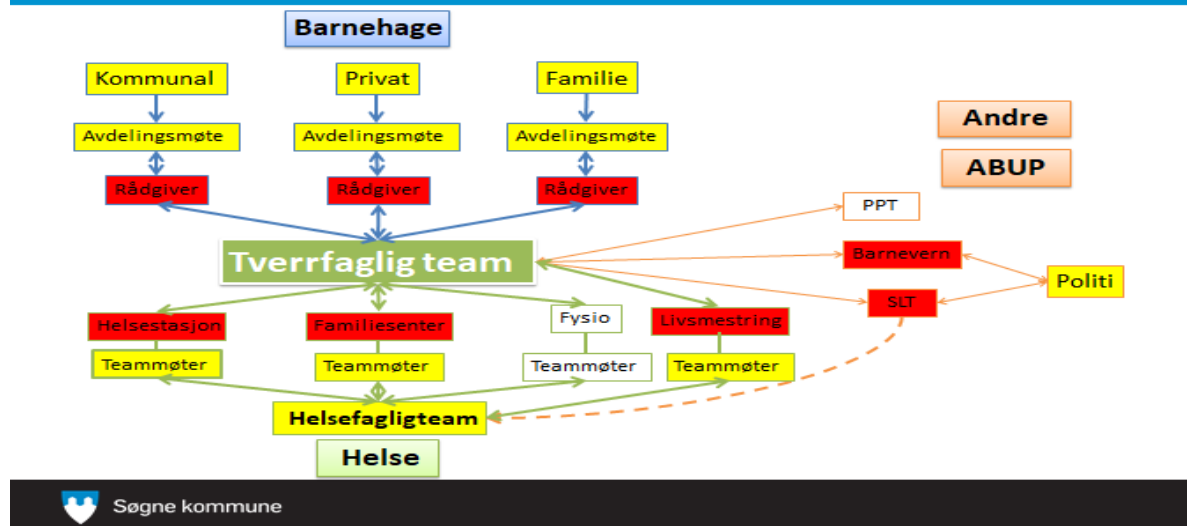 Barnehage
Kommunal
Privat
Familie
Avdelingsmøte
Avdelingsmøte
Avdelingsmøte
Rådgiver
Rådgiver
Rådgiver
Andre
ABUP
PPT
Tverrfaglig team
Barnevern
Politi
SLT
Helsestasjon
Familiesenter
Fysio
Livsmestring
Teammøter
Teammøter
Teammøter
Teammøter
Helsefagligteam
Helse
Søgne kommune